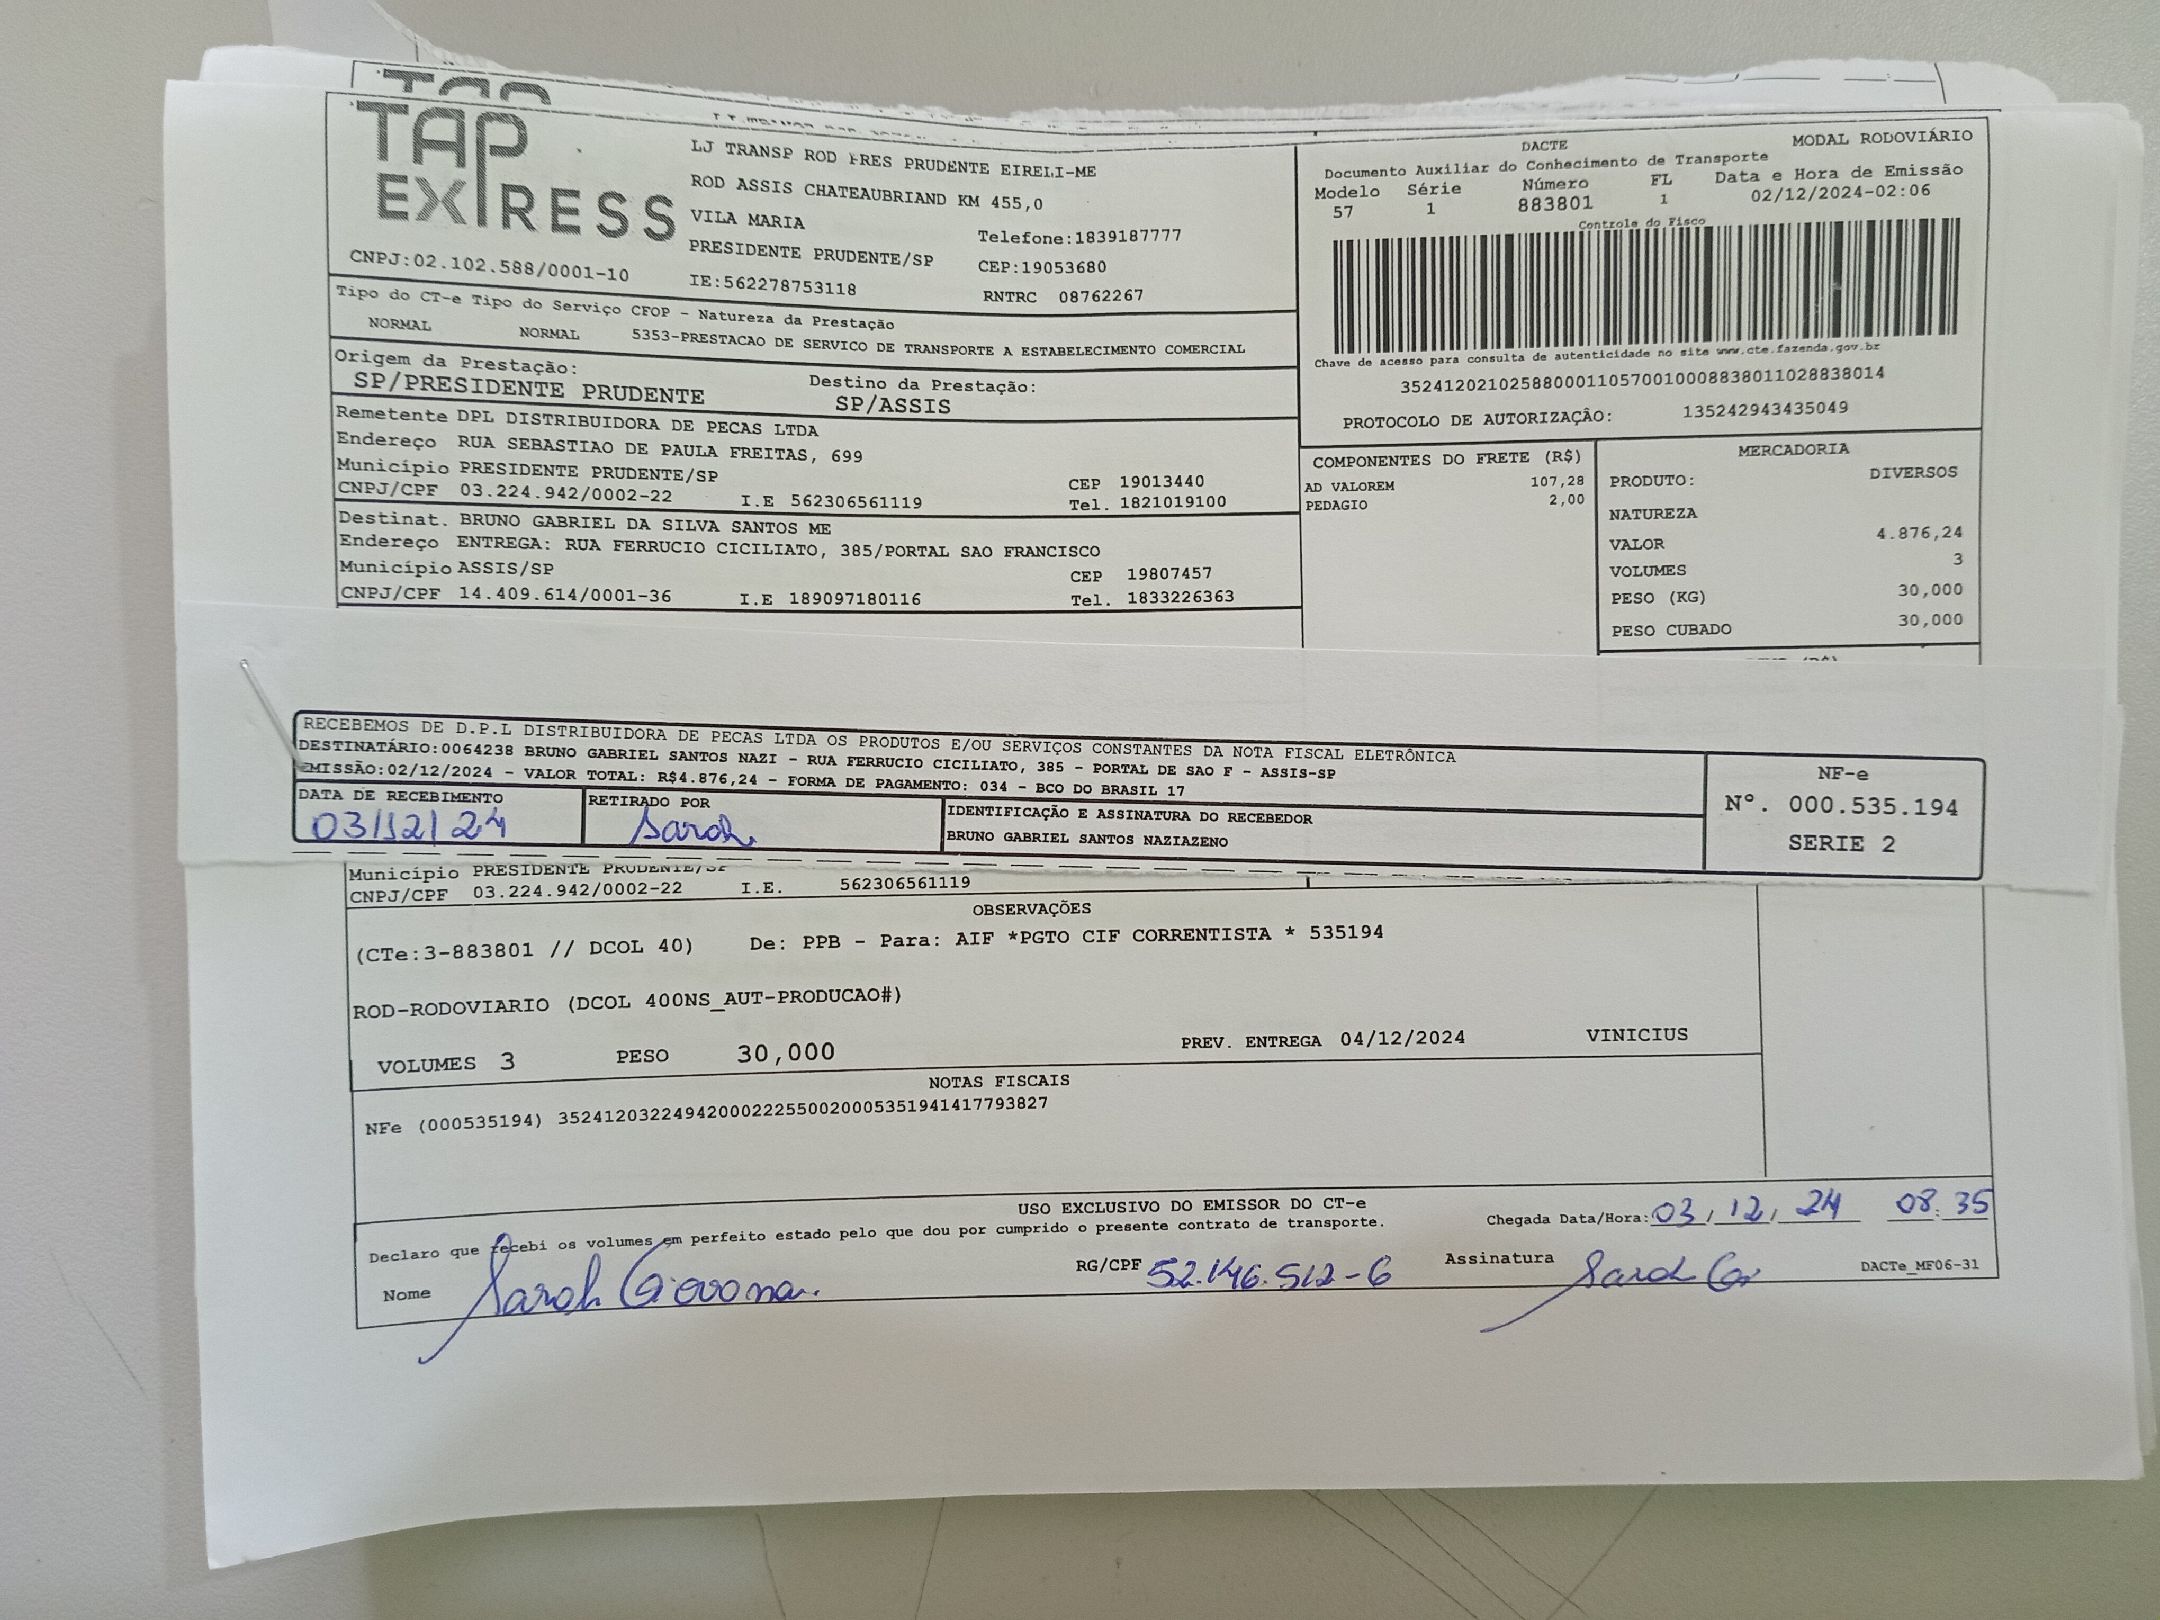 TAP
EXPRESS
CNPJ:02.102.588/0001-10
LJ TRANSP ROD PRES PRUDENTE EIRELI-ME
ROD ASSIS CHATEAUBRIAND KM 455,0
VILA MARIA
Telefone:1839187777
PRESIDENTE PRUDENTE/SP
CEP:19053680
IE:562278753118
RNTRC 08762267
DACTE
MODAL RODOVIÁRIO
Documento Auxiliar do Conhecimento de Transporte
Modelo Série Número FL Data e Hora de Emissão
57 1 883801 1 02/12/2024-02:06
Controle do Fisco
Chave de acesso para consulta de autenticidade no site www.cte.fazenda.gov.br
35241202102588000110570010008838011028838014
PROTOCOLO DE AUTORIZAÇÂO: 135242943435049
Tipo do CT-e Tipo do Serviço CFOP - Natureza da Prestação
NORMAL NORMAL 5353-PRESTACAO DE SERVICO DE TRANSPORTE A ESTABELECIMENTO COMERCIAL
Origem da Prestação: Destino da Prestação:
SP/PRESIDENTE PRUDENTE SP/ASSIS
Remetente DPL DISTRIBUIDORA DE PECAS LTDA
Endereço RUA SEBASTIAO DE PAULA FREITAS, 699
Município PRESIDENTE PRUDENTE/SP CEP 19013440
CNPJ/CPF 03.224.942/0002-22 I.E 562306561119 Tel. 1821019100
Destinat. BRUNO GABRIEL DA SILVA SANTOS ME
Endereço ENTREGA: RUA FERRUCIO CICILIATO, 385/PORTAL SAO FRANCISCO
Município ASSIS/SP CEP 19807457
CNPJ/CPF 14.409.614/0001-36 I.E 189097180116 Tel. 1833226363
COMPONENTES DO FRETE (R$)
AD VALOREM 107,28
PEDAGIO 2,00
MERCADORIA
PRODUTO: DIVERSOS
NATUREZA
VALOR 4.876,24
VOLUMES 3
PESO (KG) 30,000
PESO CUBADO 30,000
RECEBEMOS DE D.P.L DISTRIBUIDORA DE PECAS LTDA OS PRODUTOS E/OU SERVIÇOS CONSTANTES DA NOTA FISCAL ELETRÔNICA
DESTINATÁRIO:0064238 BRUNO GABRIEL SANTOS NAZI - RUA FERRUCIO CICILIATO, 385 - PORTAL DE SAO F - ASSIS-SP
EMISSÃO:02/12/2024 - VALOR TOTAL: R$4.876,24 - FORMA DE PAGAMENTO: 034 - BCO DO BRASIL 17
DATA DE RECEBIMENTO
03/12/24
RETIRADO POR
Sarah
IDENTIFICAÇÃO E ASSINATURA DO RECEBEDOR
BRUNO GABRIEL SANTOS NAZIAZENO
NF-e
Nº. 000.535.194
SERIE 2
Município PRESIDENTE PRUDENTE/SP
CNPJ/CPF 03.224.942/0002-22 I.E. 562306561119
OBSERVAÇÕES
(CTe:3-883801 // DCOL 40) De: PPB - Para: AIF *PGTO CIF CORRENTISTA * 535194
ROD-RODOVIARIO (DCOL 400NS_AUT-PRODUCAO#)
VOLUMES 3 PESO 30,000 PREV. ENTREGA 04/12/2024 VINICIUS
NOTAS FISCAIS
NFe (000535194) 35241203224942000222550020005351941417793827
USO EXCLUSIVO DO EMISSOR DO CT-e
Declaro que recebi os volumes em perfeito estado pelo que dou por cumprido o presente contrato de transporte.
Chegada Data/Hora: 03/12/24 08:35
Nome Sarah Giovona. RG/CPF 52.146.512-6 Assinatura Sarah Gi
DACTe_MF06-31